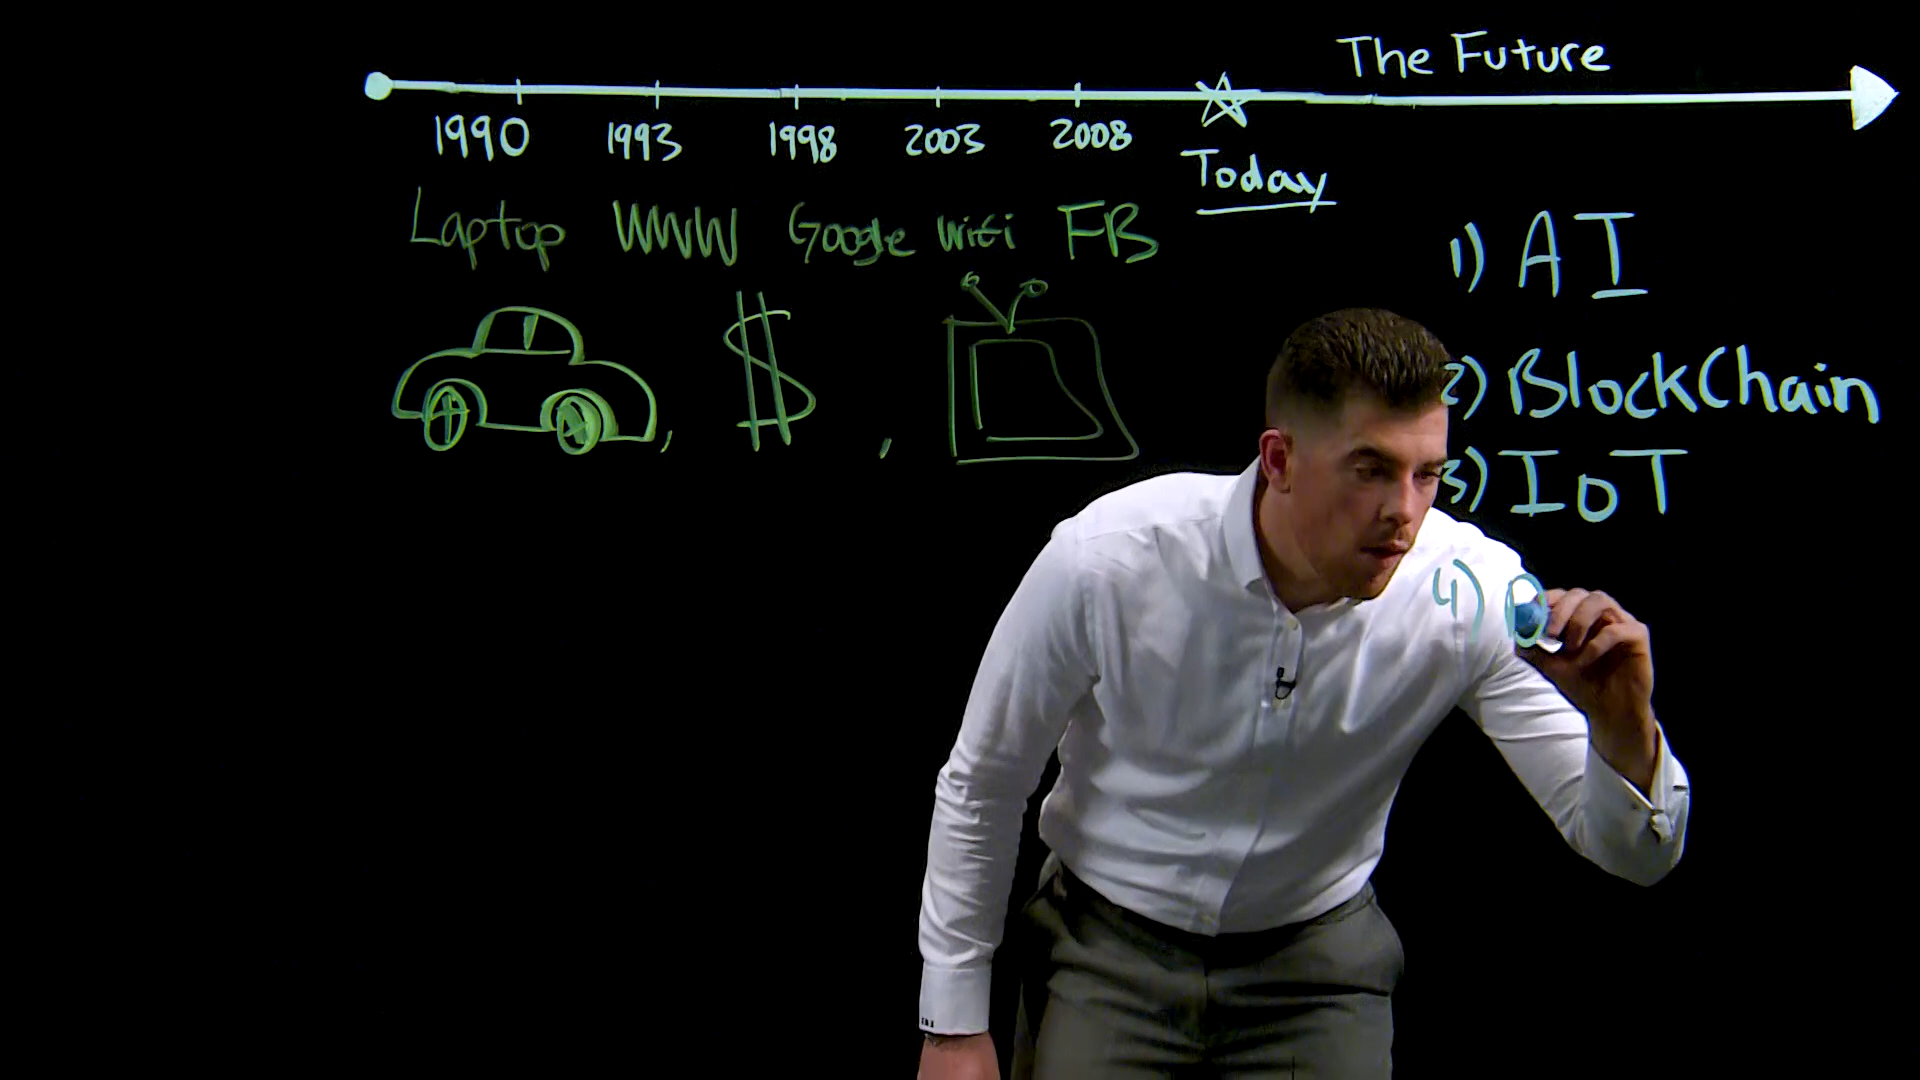 The Future
1990 1993 1998 2003 2008
Today
Laptop WWW Google Wifi FB
1) AI
$
2) BlockChain
3) IoT
4)